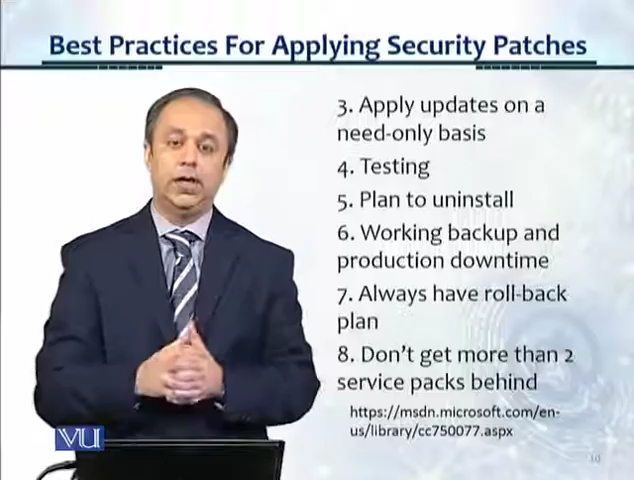 Best Practices For Applying Security Patches
3. Apply updates on a
need-only basis
4. Testing
5. Plan to uninstall
6. Working backup and
production downtime
7. Always have roll-back
plan
8. Don't get more than 2
service packs behind
https://msdn.microsoft.com/en-
us/library/cc750077.aspx
VU
10